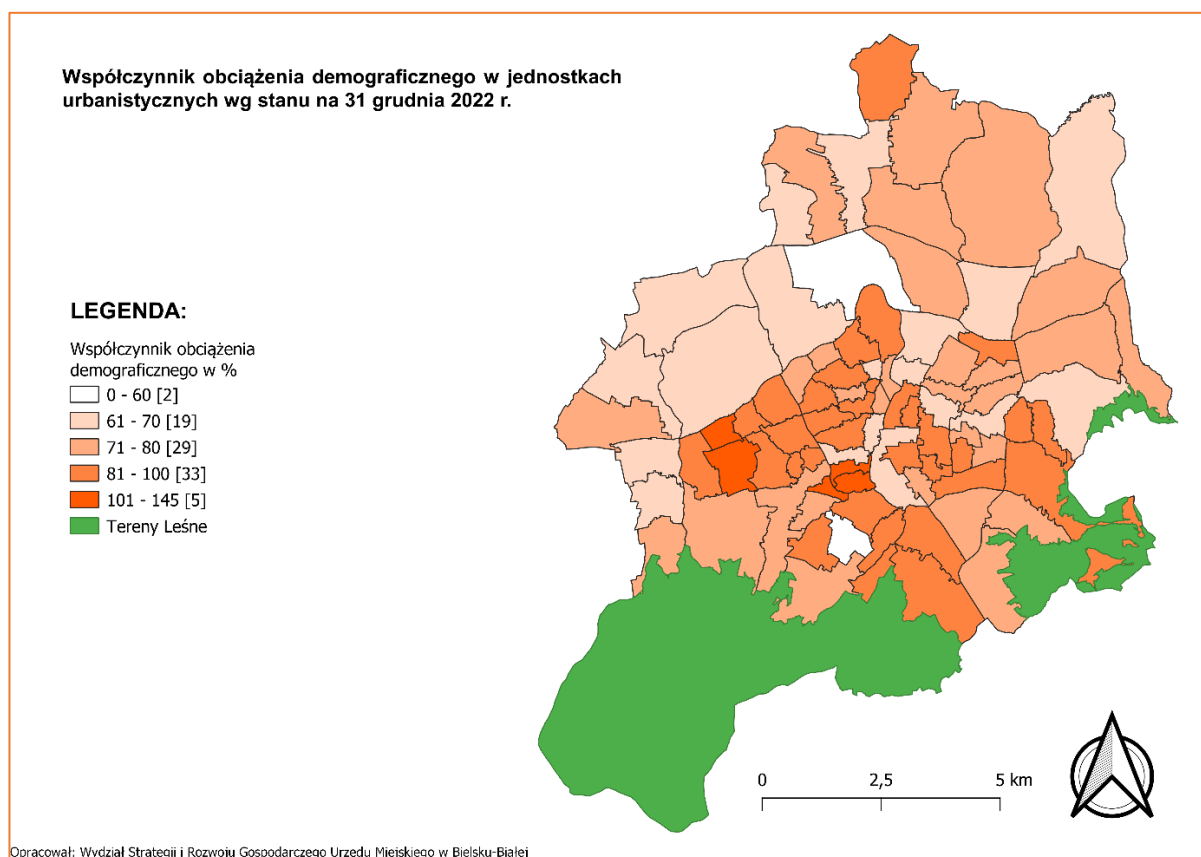 Współczynnik obciążenia demograficznego w jednostkach
urbanistycznych wg stanu na 31 grudnia 2022 r.
LEGENDA:
Współczynnik obciążenia
demograficznego w %
0 - 60 [2]
61 - 70 [19]
71 - 80 [29]
81 - 100 [33]
101 - 145 [5]
Tereny Leśne
0 2,5 5 km
Opracował: Wydział Strategii i Rozwoju Gospodarczego Urzędu Miejskiego w Bielsku-Białej